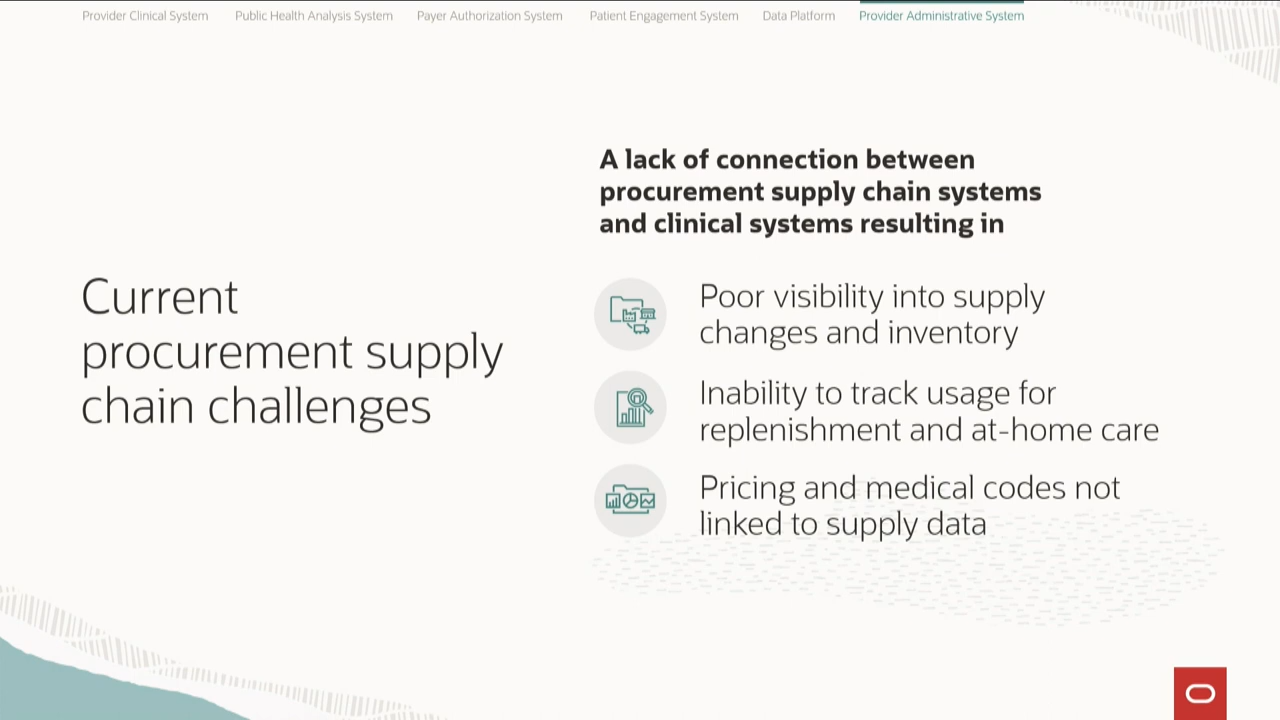 Provider Clinical System
Public Health Analysis System
Payer Authorization System
Patient Engagement System
Data Platform
Provider Administrative System
Current
procurement supply
chain challenges
A lack of connection between
procurement supply chain systems
and clinical systems resulting in
Poor visibility into supply
changes and inventory
Inability to track usage for
replenishment and at-home care
Pricing and medical codes not
linked to supply data